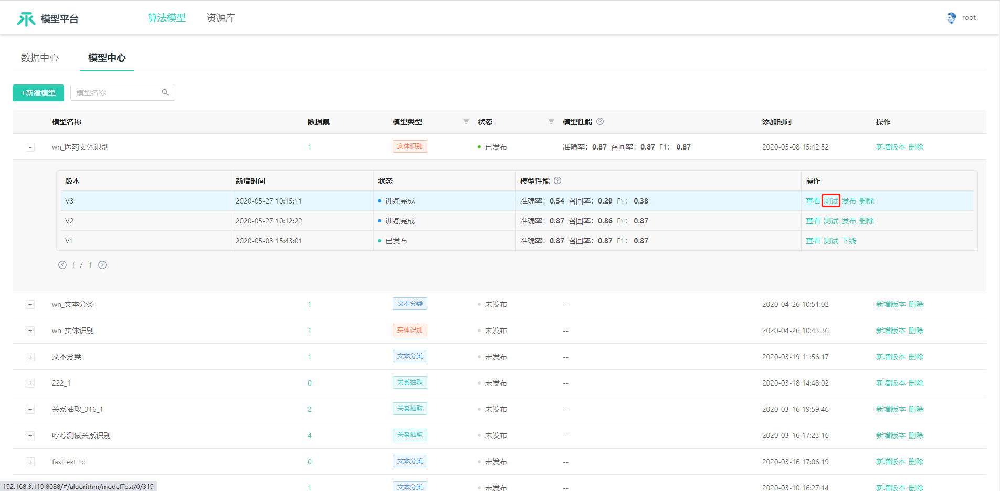 模型平台 算法模型 资源库 root
数据中心 模型中心
+新建模型 模型名称
模型名称 数据集 模型类型 状态 模型性能 ? 添加时间 操作
- wn_医药实体识别 1 实体识别 已发布 准确率：0.87 召回率：0.87 F1： 0.87 2020-05-08 15:42:52 新增版本 删除
版本 新增时间 状态 模型性能 ? 操作
V3 2020-05-27 10:15:11 训练完成 准确率：0.54 召回率：0.29 F1： 0.38 查看 测试 发布 删除
V2 2020-05-27 10:12:22 训练完成 准确率：0.87 召回率：0.86 F1： 0.87 查看 测试 发布 删除
V1 2020-05-08 15:43:01 已发布 准确率：0.87 召回率：0.87 F1： 0.87 查看 测试 下线
< 1 / 1 >
+ wn_文本分类 1 文本分类 未发布 -- 2020-04-26 10:51:02 新增版本 删除
+ wn_实体识别 1 实体识别 未发布 -- 2020-04-26 10:43:36 新增版本 删除
+ 文本分类 1 文本分类 未发布 -- 2020-03-19 11:56:17 新增版本 删除
+ 222_1 0 关系抽取 未发布 -- 2020-03-18 14:48:02 新增版本 删除
+ 关系抽取_316_1 2 关系抽取 未发布 -- 2020-03-16 19:59:46 新增版本 删除
+ 哼哼测试关系识别 4 关系抽取 未发布 -- 2020-03-16 17:23:16 新增版本 删除
+ fasttext_tc 0 文本分类 未发布 -- 2020-03-16 17:06:19 新增版本 删除
1 文本分类 未发布 -- 2020-03-10 16:27:14 新增版本 删除
192.168.3.110:8088/#/algorithm/modelTest/0/319